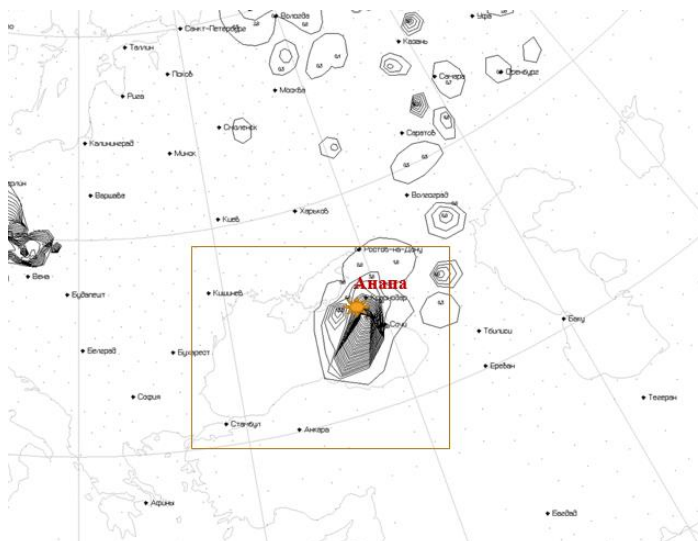 Вологда
Уфа
Санкт-Петербург
Казань
Таллин
Псков
Самара
Оренбург
Москва
Рига
Смоленск
Саратов
Калининград
Минск
Варшава
Волгоград
Киев
Харьков
Ростов-на-Дону
Вена
Анапа
Кишинев
Краснодар
Будапешт
Баку
Сочи
Тбилиси
Белград
Бухарест
Ереван
София
Тегеран
Стамбул
Анкара
Афины
Багдад